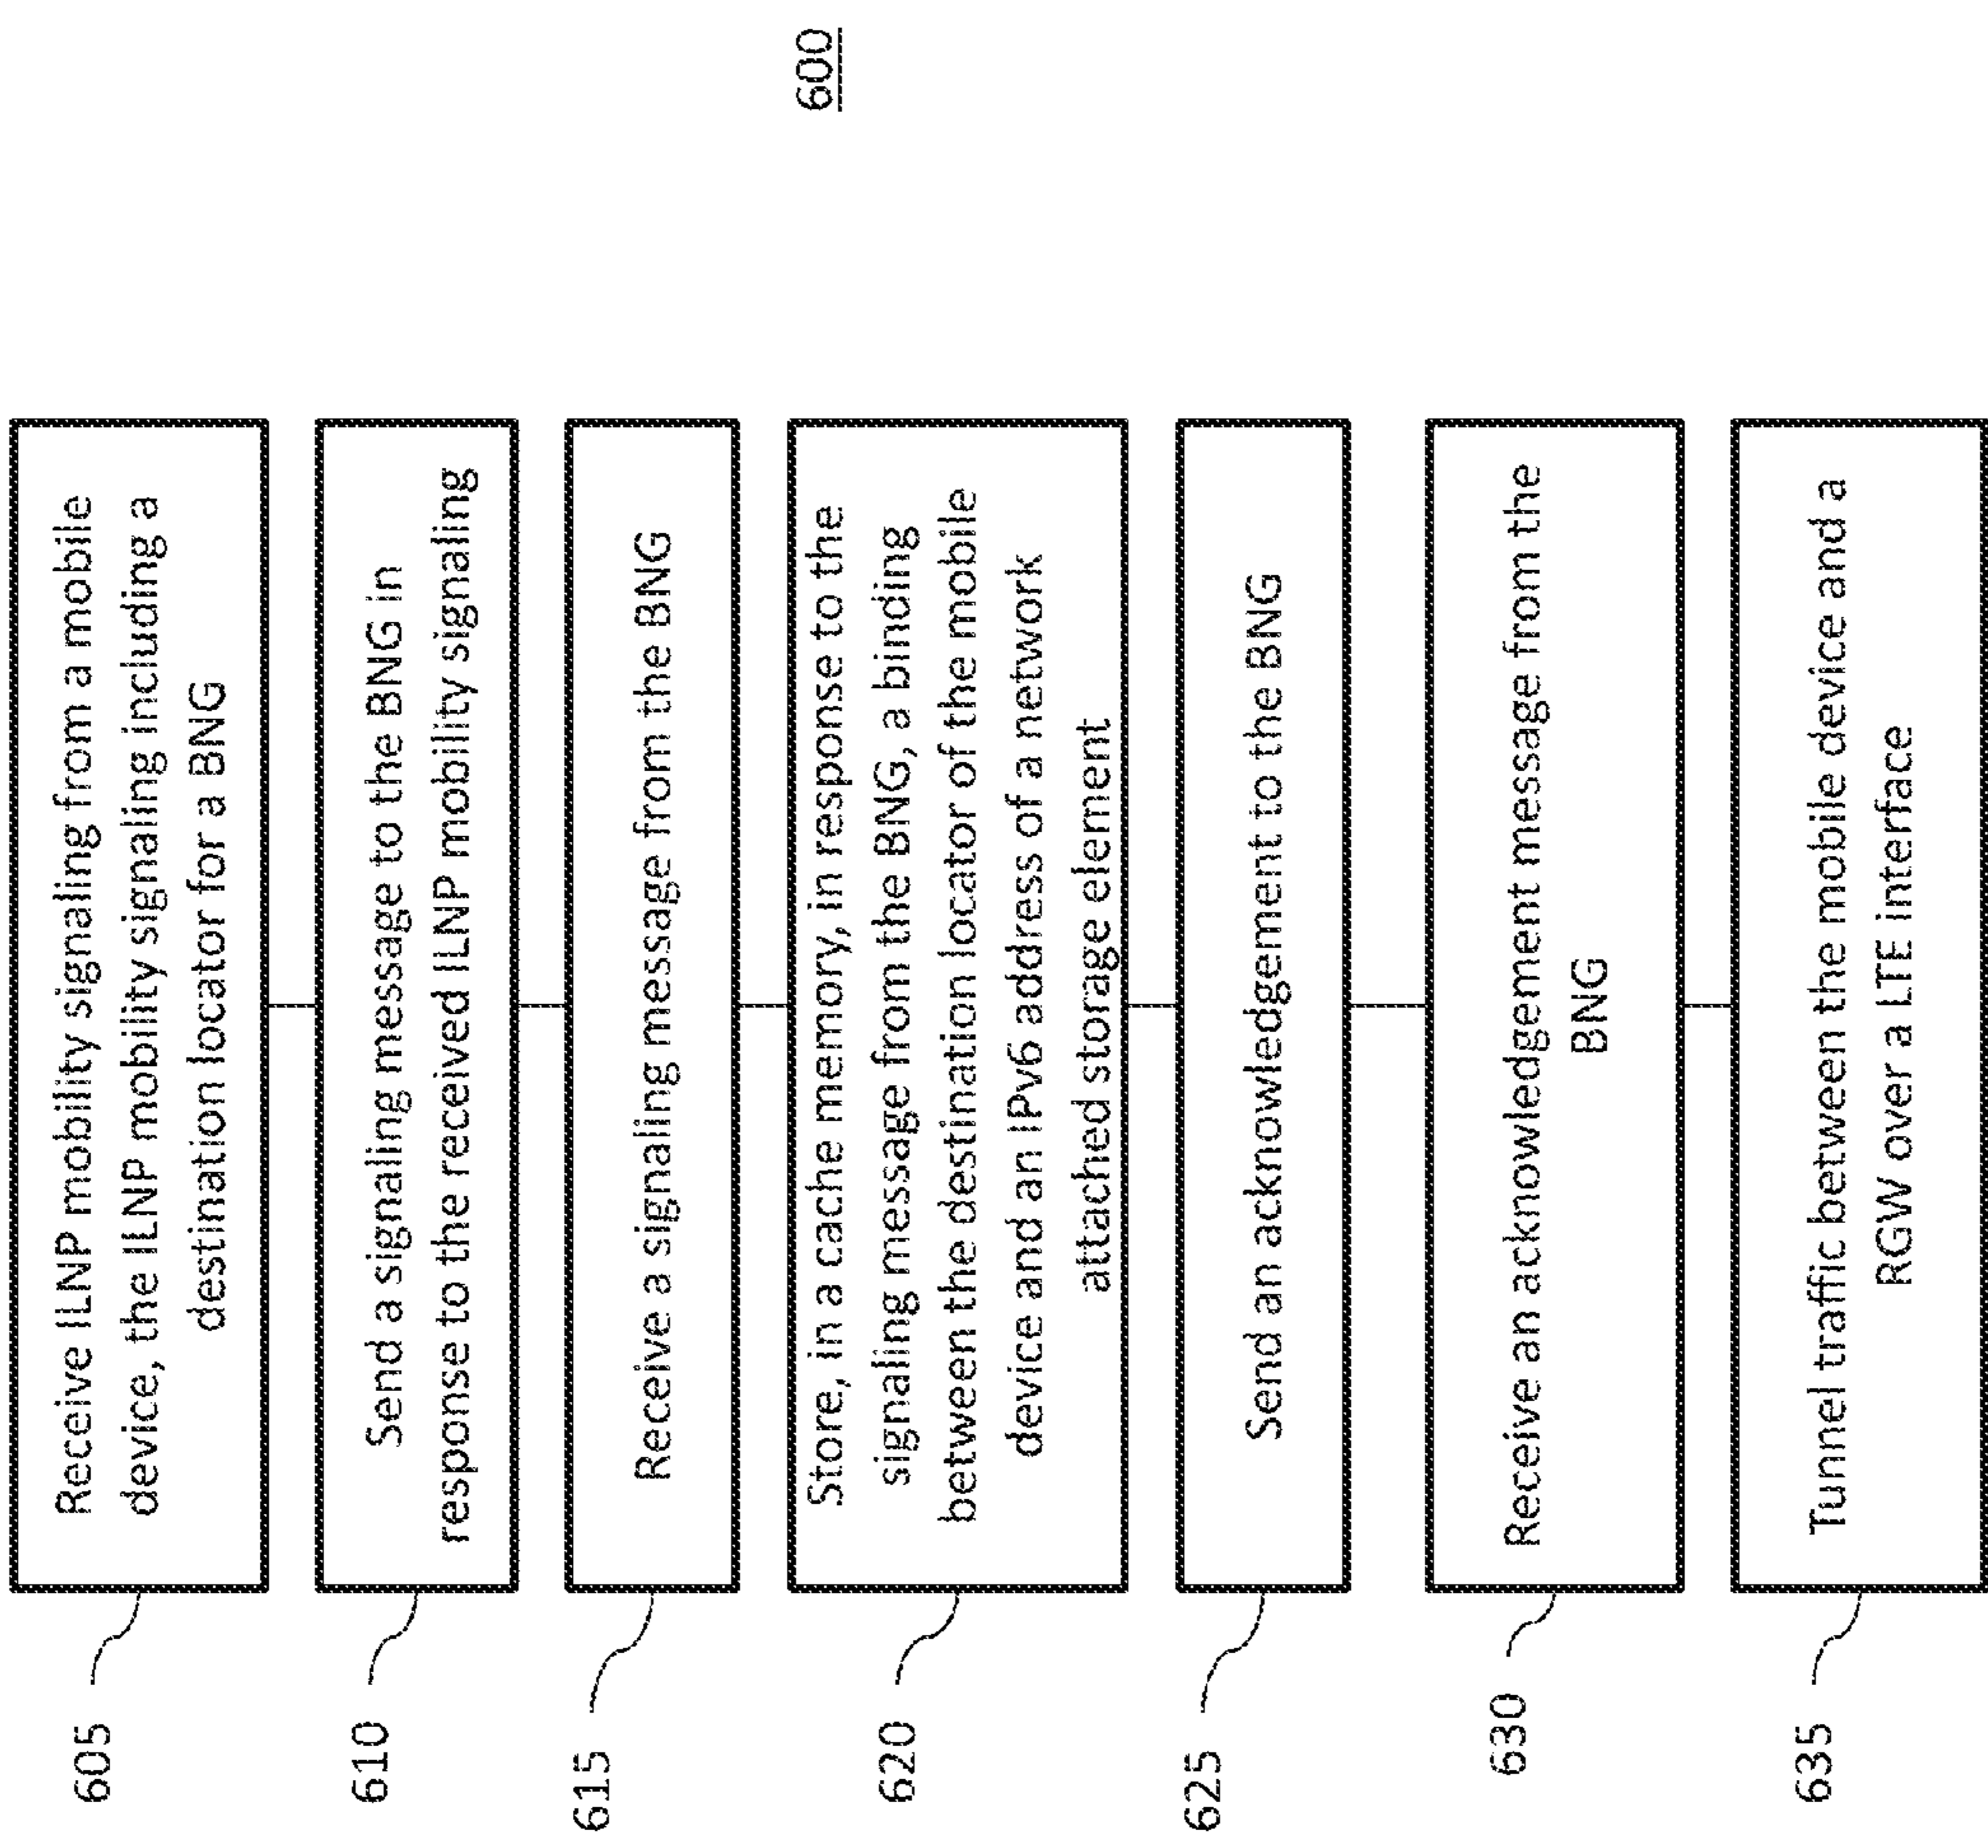 600
605
Receive ILNP mobility signaling from a mobile
device, the ILNP mobility signaling including a
destination locator for a BNG
610
Send a signaling message to the BNG in
response to the received ILNP mobility signaling
615
Receive a signaling message from the BNG
620
Store, in a cache memory, in response to the
signaling message from the BNG, a binding
between the destination locator of the mobile
device and an IPv6 address of a network
attached storage element
625
Send an acknowledgement to the BNG
630
Receive an acknowledgement message from the
BNG
635
Tunnel traffic between the mobile device and a
RGW over a LTE interface